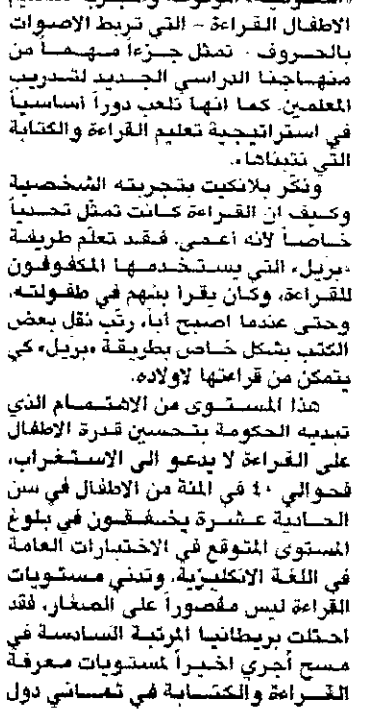 الاطفال القراءة - التي تربط الاصوات
بالحروف - تمثل جزءاً مهماً من
منهاجنا الدراسي الجديد لتدريب
المعلمين. كما انها تلعب دوراً أساسياً
في استراتيجية تعليم القراءة والكتابة
التي نتبناها».
وذكّر بلانكيت بتجربته الشخصية
وكيف ان القراءة كانت تمثّل تحدياً
خاصاً لأنه أعمى. فقد تعلّم طريقة
«بريل» التي يستخدمها المكفوفون
للقراءة، وكان يقرأ بنهم في طفولته.
وحتى عندما اصبح أباً، رتّب نقل بعض
الكتب بشكل خاص بطريقة «بريل» كي
يتمكن من قراءتها لاولاده.
هذا المستوى من الاهتمام الذي
تبديه الحكومة بتحسين قدرة الاطفال
على القراءة لا يدعو الى الاستغراب،
فحوالي ٤٠ في المئة من الاطفال في سن
الحادية عشرة يخفقون في بلوغ
المستوى المتوقع في الاختبارات العامة
في اللغة الانكليزية. وتدني مستويات
القراءة ليس مقصوراً على الصغار، فقد
احتلت بريطانيا المرتبة السادسة في
مسح أجري اخيراً لمستويات معرفة
القراءة والكتابة في ثماني دول